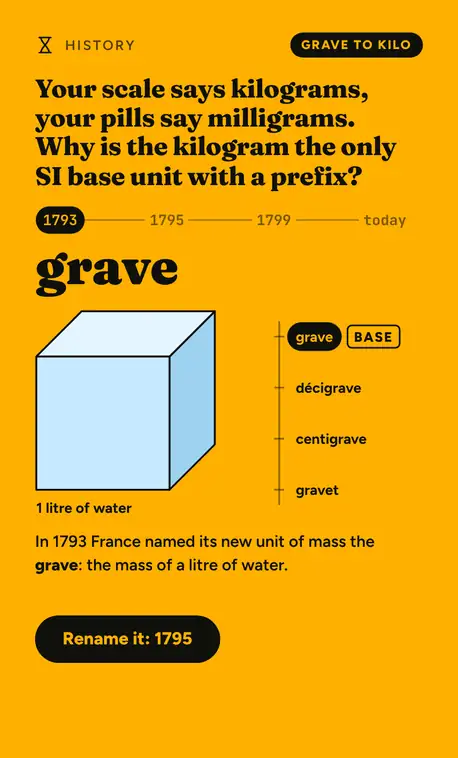 HISTORY
GRAVE TO KILO
Your scale says kilograms,
your pills say milligrams.
Why is the kilogram the only
SI base unit with a prefix?
1793 1795 1799 today
grave
grave BASE
décigrave
centigrave
gravet
1 litre of water
In 1793 France named its new unit of mass the
grave: the mass of a litre of water.
Rename it: 1795